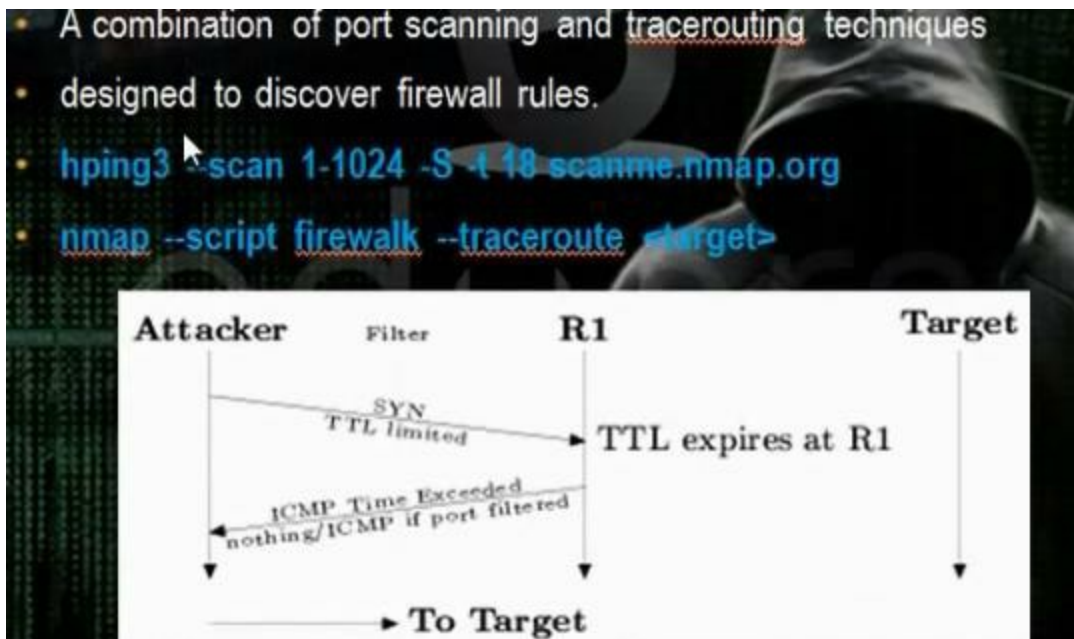 A combination of port scanning and tracerouting techniques
designed to discover firewall rules.
hping3 --scan 1-1024 -S -t 18 scanme.nmap.org
nmap --script firewalk --traceroute <target>
Attacker Filter R1 Target
SYN
TTL limited
TTL expires at R1
ICMP Time Exceeded
nothing/ICMP if port filtered
To Target